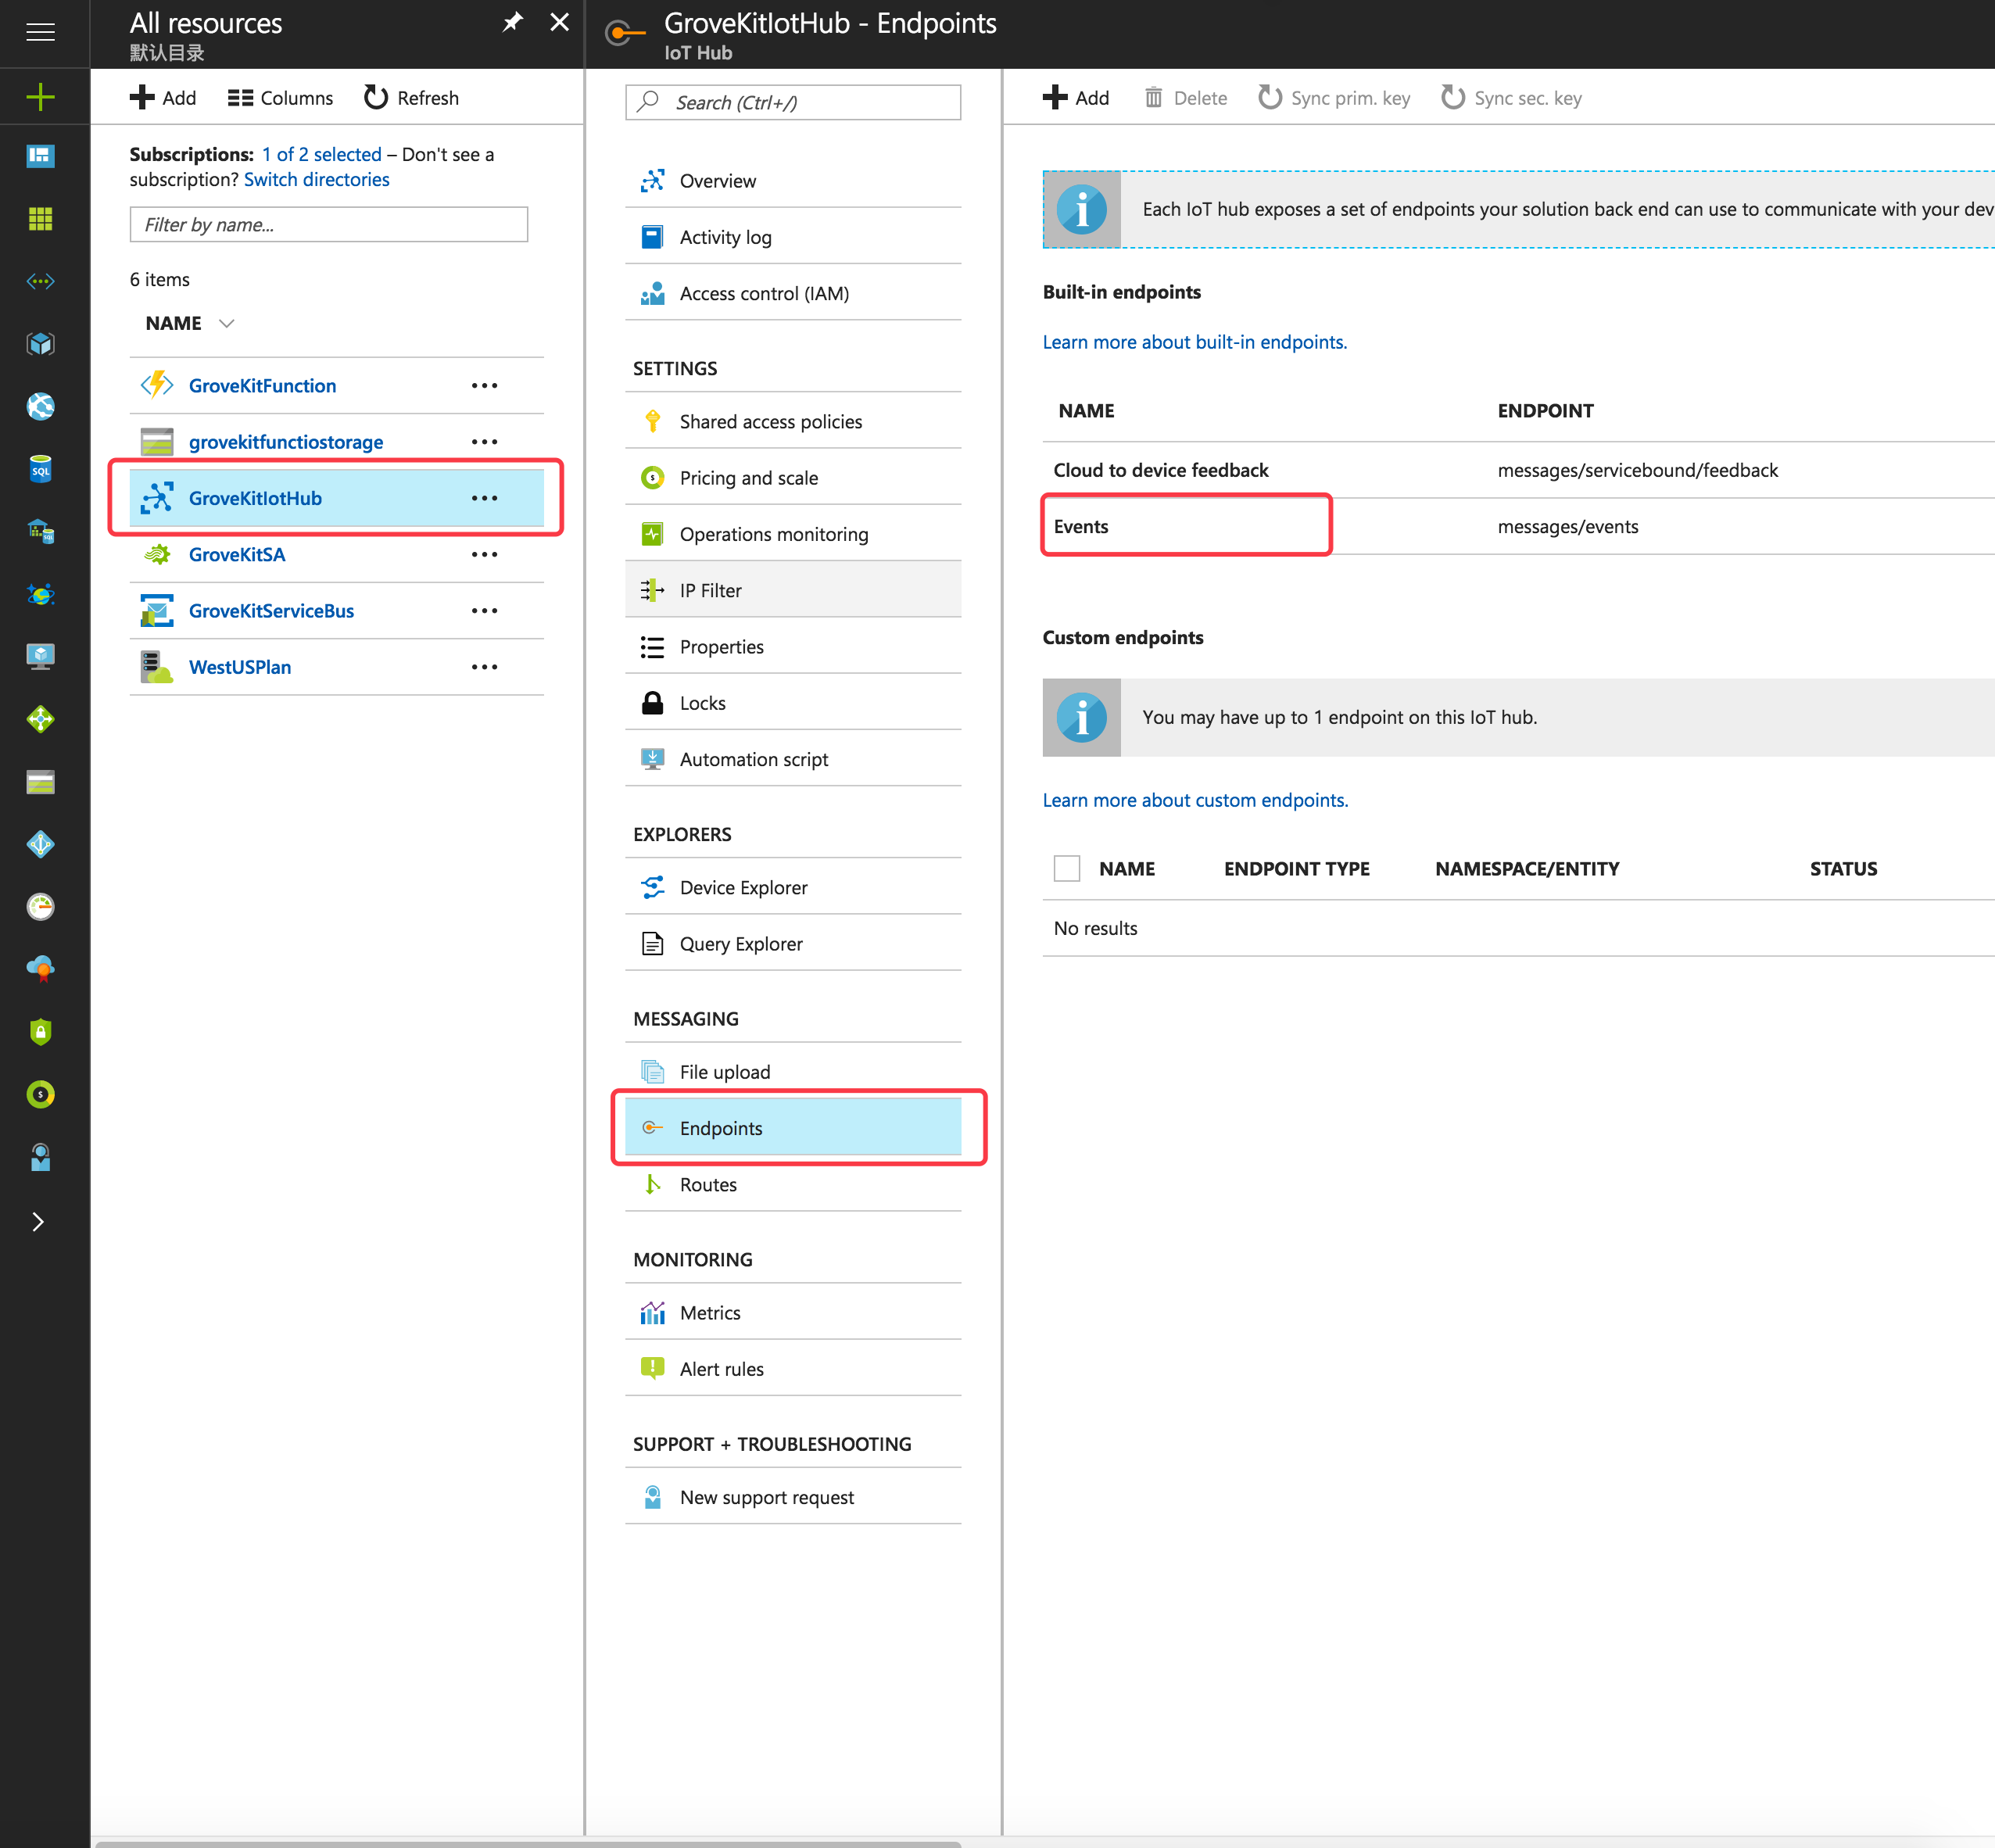 All resources
默认目录
Add
Columns
Refresh
Subscriptions: 1 of 2 selected – Don't see a
subscription? Switch directories
Filter by name...
6 items
NAME
GroveKitFunction
grovekitfunctiostorage
GroveKitIotHub
GroveKitSA
GroveKitServiceBus
WestUSPlan
SQL
SQL
$
GroveKitIotHub - Endpoints
IoT Hub
Search (Ctrl+/)
Overview
Activity log
Access control (IAM)
SETTINGS
Shared access policies
Pricing and scale
Operations monitoring
IP Filter
Properties
Locks
Automation script
EXPLORERS
Device Explorer
Query Explorer
MESSAGING
File upload
Endpoints
Routes
MONITORING
Metrics
Alert rules
SUPPORT + TROUBLESHOOTING
New support request
Add
Delete
Sync prim. key
Sync sec. key
Each IoT hub exposes a set of endpoints your solution back end can use to communicate with your dev
Built-in endpoints
Learn more about built-in endpoints.
NAME ENDPOINT
Cloud to device feedback messages/servicebound/feedback
Events messages/events
Custom endpoints
You may have up to 1 endpoint on this IoT hub.
Learn more about custom endpoints.
NAME ENDPOINT TYPE NAMESPACE/ENTITY STATUS
No results